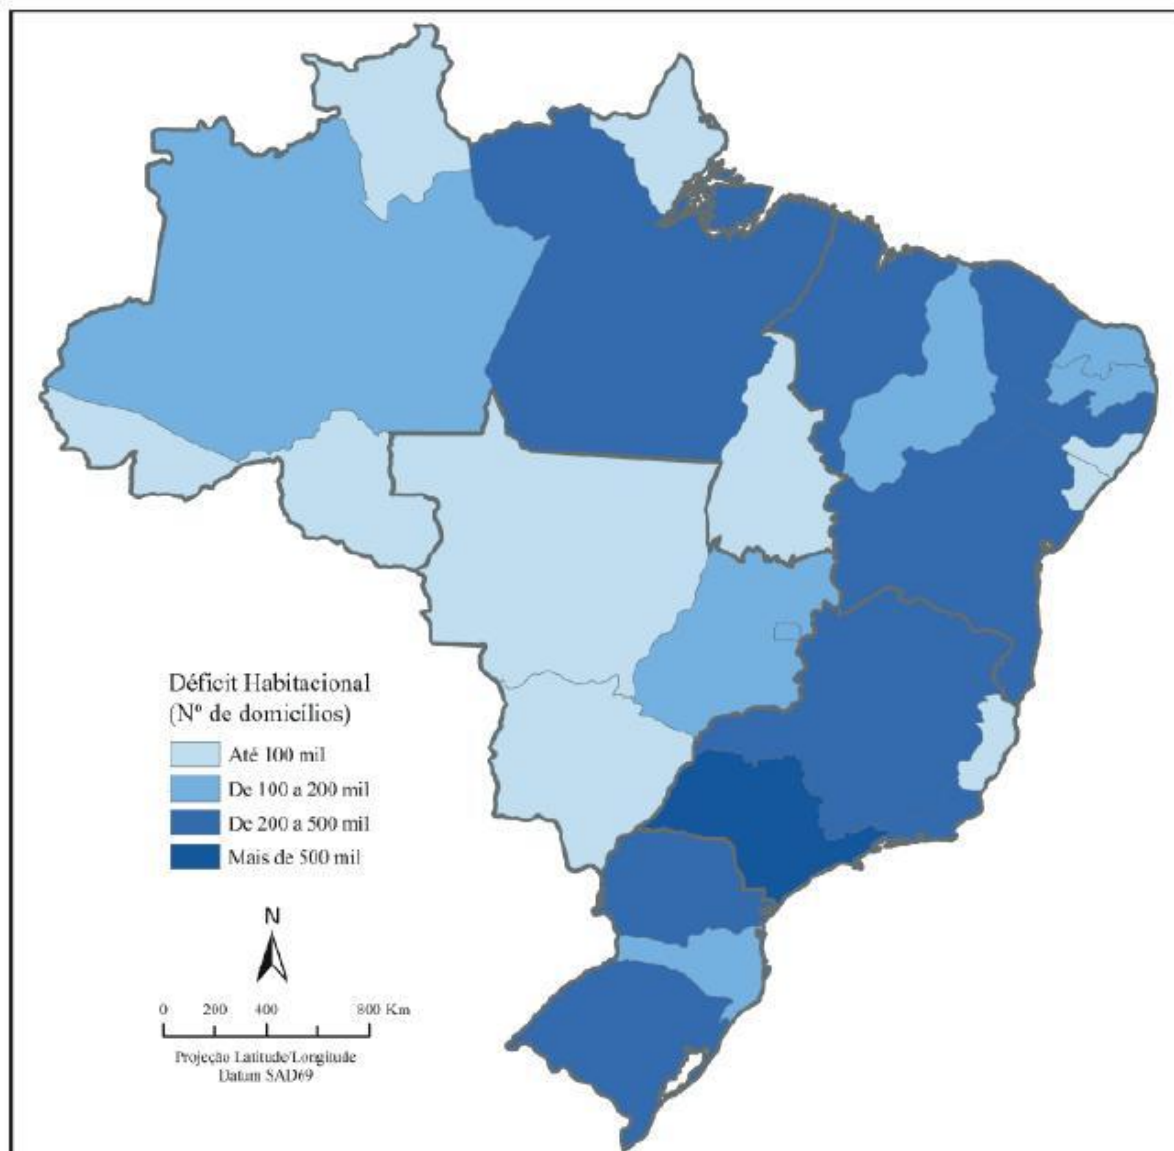 Déficit Habitacional
(Nº de domicílios)
Até 100 mil
De 100 a 200 mil
De 200 a 500 mil
Mais de 500 mil
N
0 200 400 800 Km
Projeção Latitude/Longitude
Datum SAD69